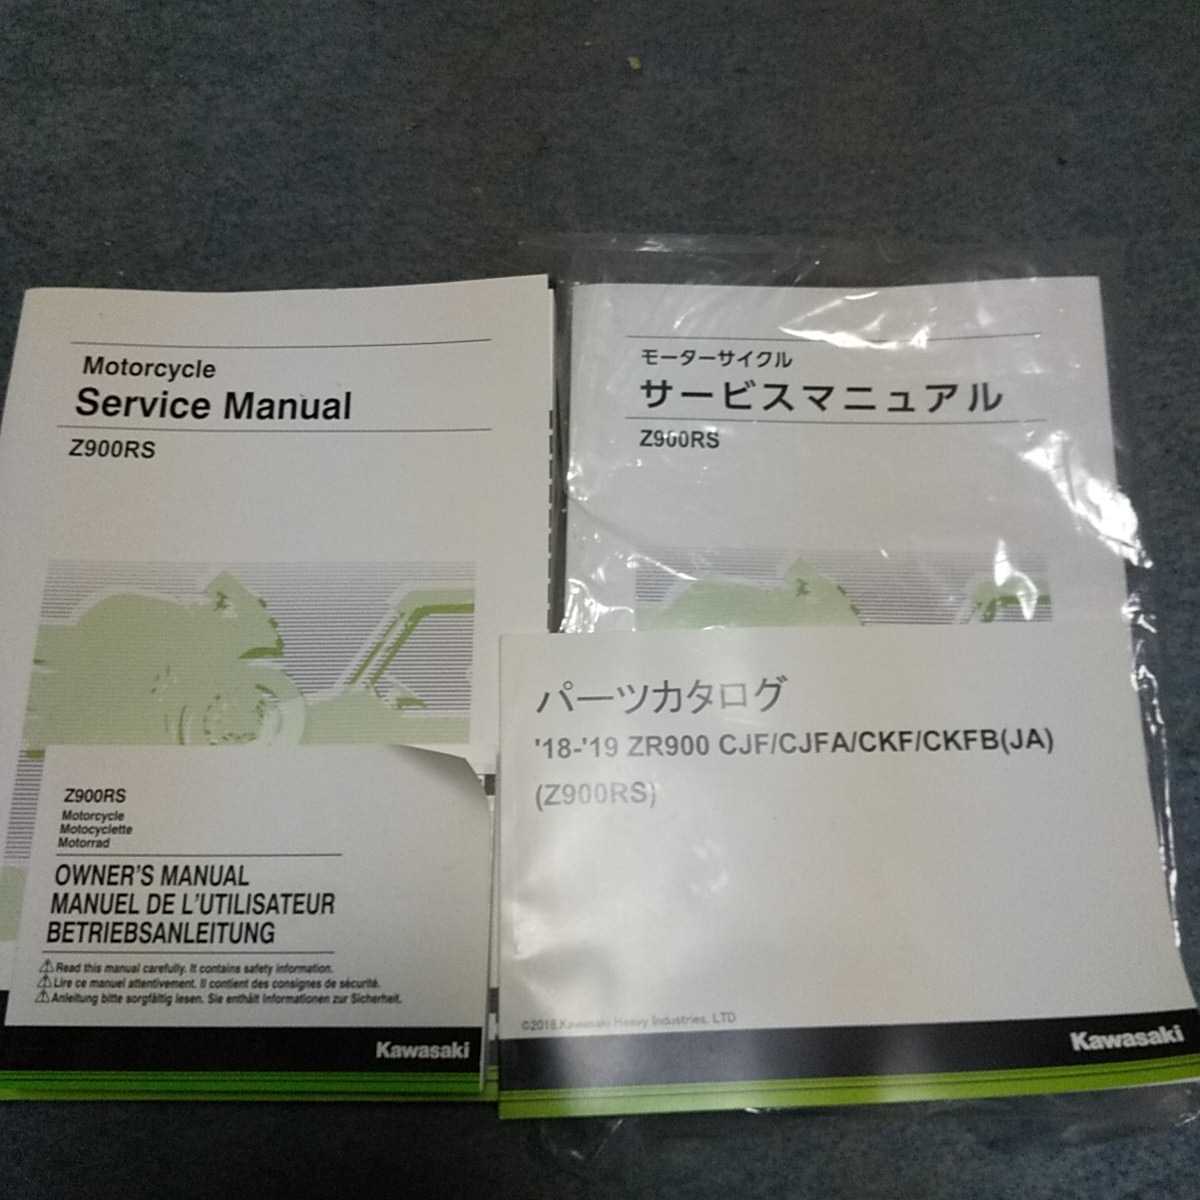 Motorcycle
Service Manual
Z900RS
モーターサイクル
サービスマニュアル
Z900RS
Z900RS
Motorcycle
Motocyclette
Motorrad
OWNER'S MANUAL
MANUEL DE L'UTILISATEUR
BETRIEBSANLEITUNG
Read this manual carefully. It contains safety information.
Lire ce manuel attentivement. Il contient des consignes de sécurité.
Anleitung bitte sorgfältig lesen. Sie enthält Informationen zur Sicherheit.
Kawasaki
パーツカタログ
'18-'19 ZR900 CJF/CJFA/CKF/CKFB(JA)
(Z900RS)
©2018 Kawasaki Heavy Industries, LTD
Kawasaki